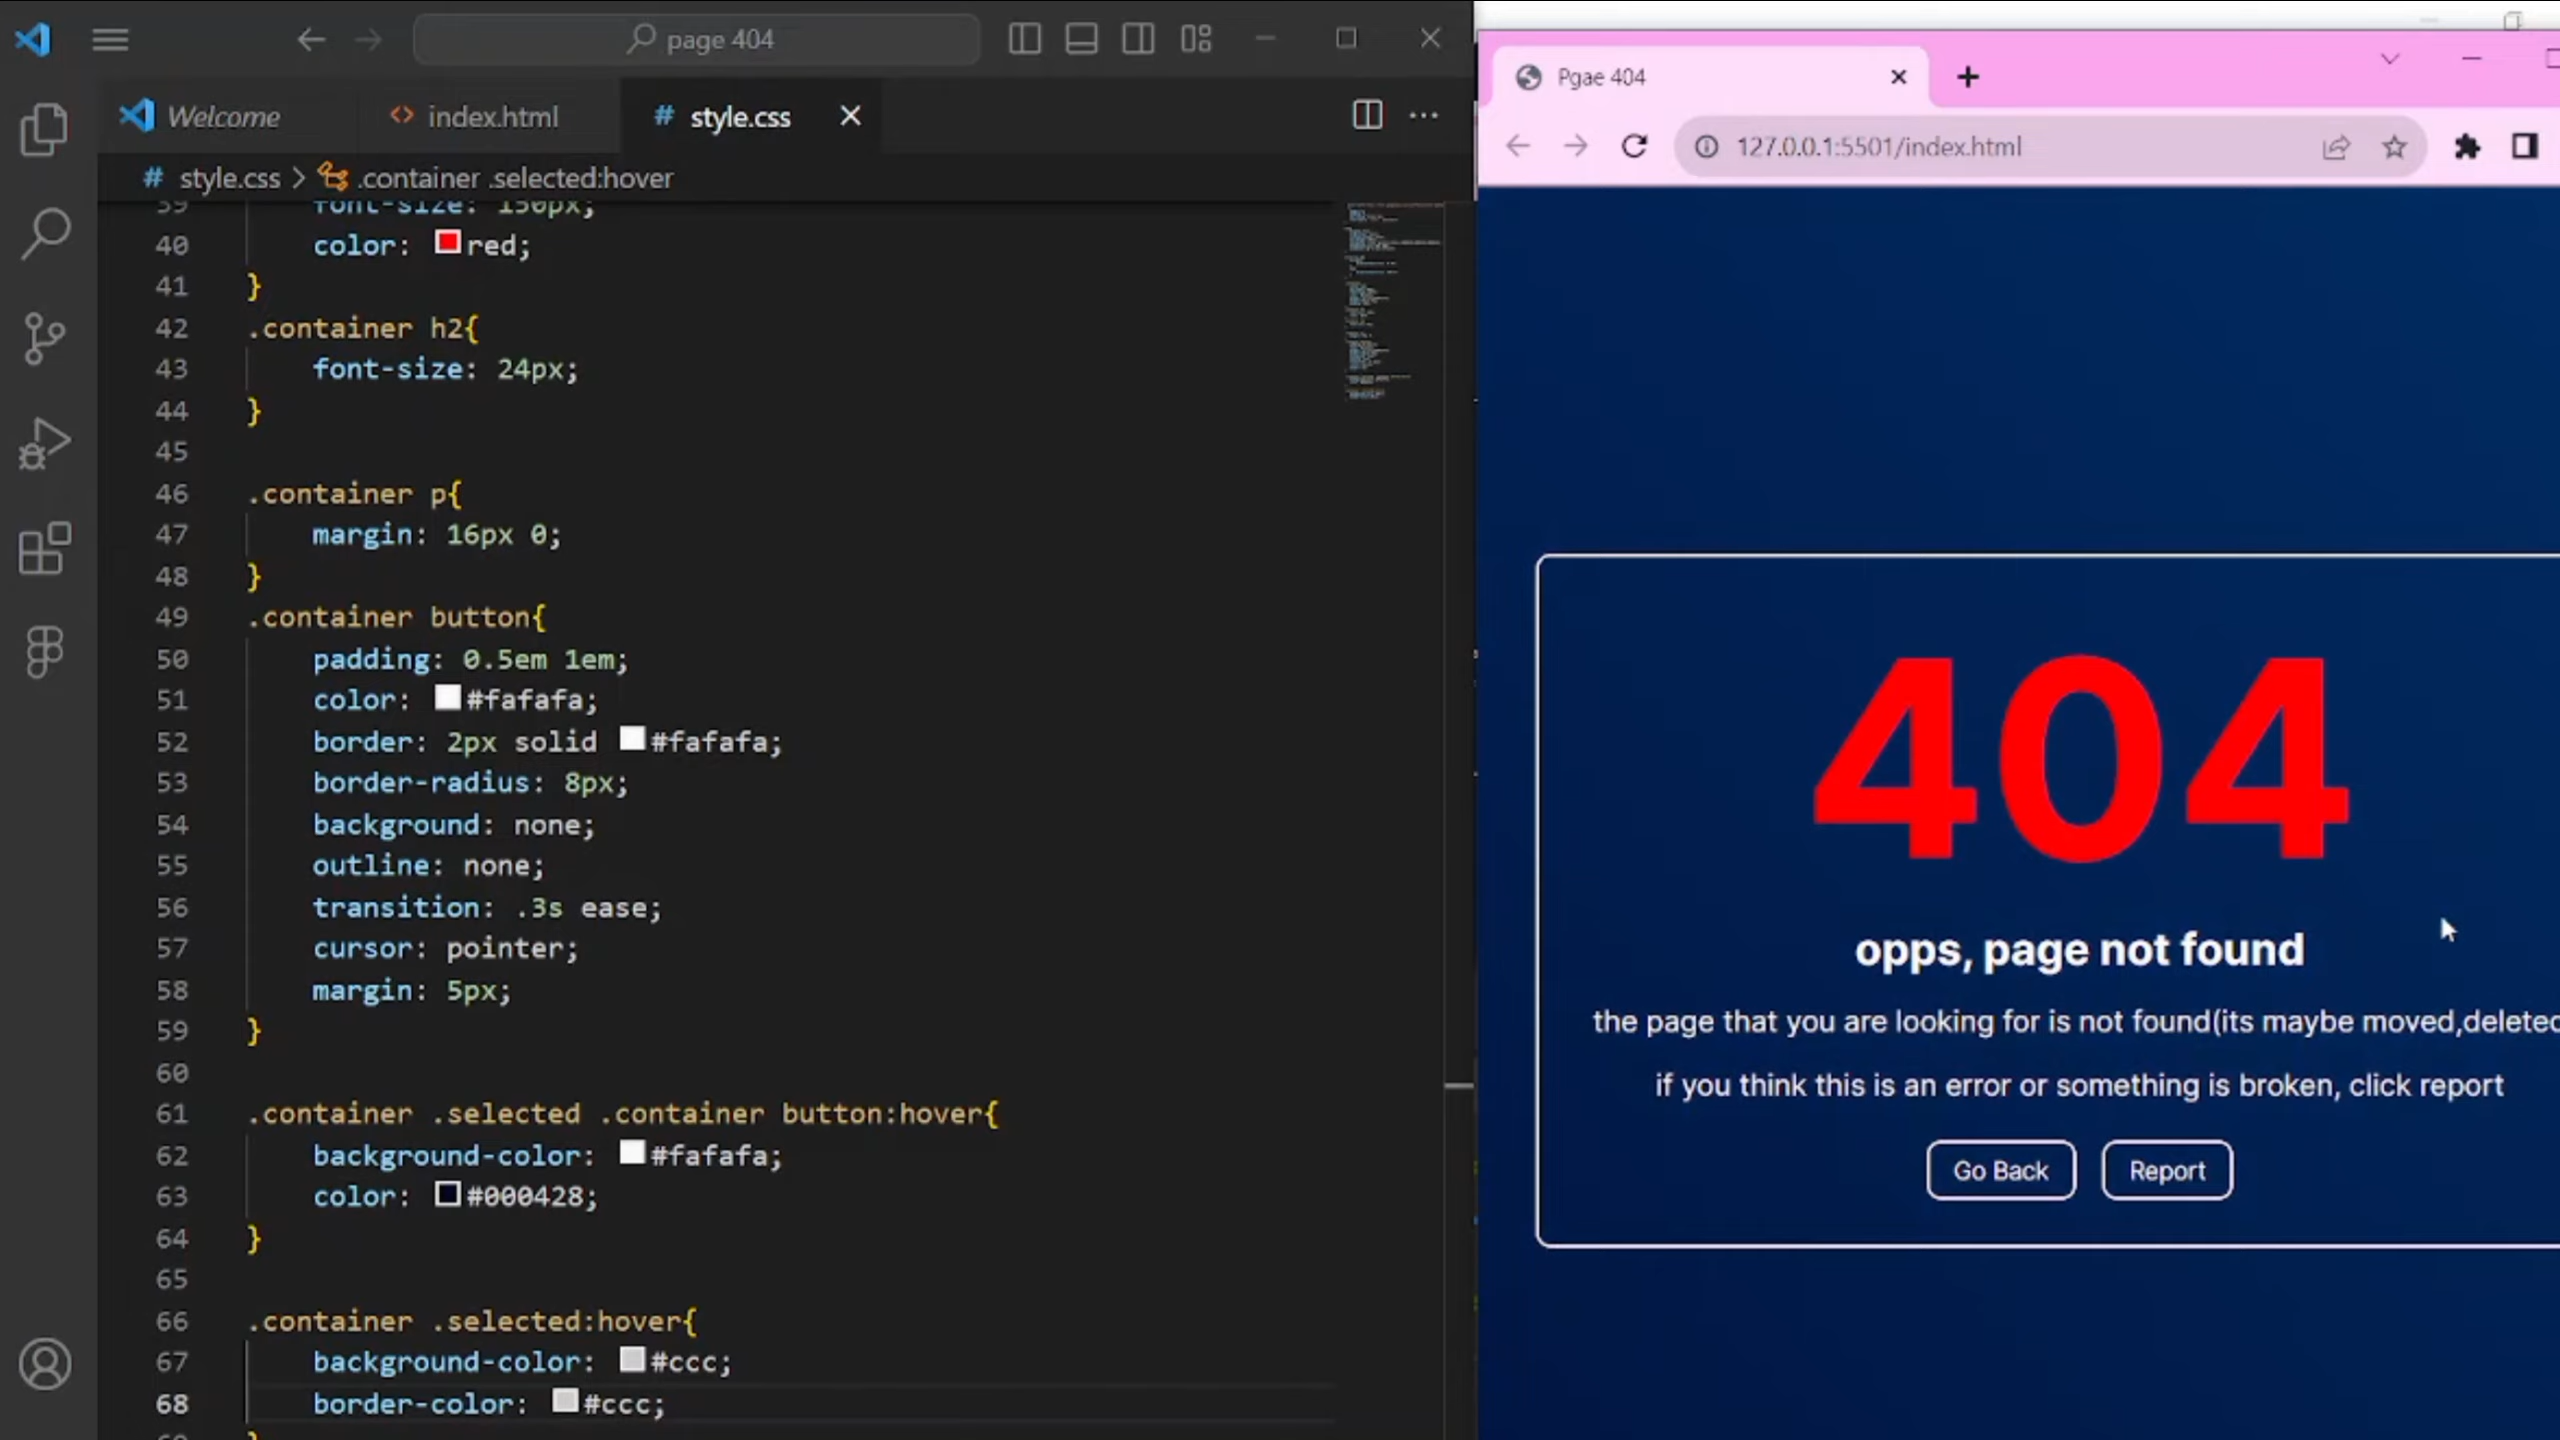 page 404
Welcome
index.html
# style.css
# style.css > .container .selected:hover
39 font-size: 150px;
40 color: red;
41 }
42 .container h2{
43 font-size: 24px;
44 }
45
46 .container p{
47 margin: 16px 0;
48 }
49 .container button{
50 padding: 0.5em 1em;
51 color: #fafafa;
52 border: 2px solid #fafafa;
53 border-radius: 8px;
54 background: none;
55 outline: none;
56 transition: .3s ease;
57 cursor: pointer;
58 margin: 5px;
59 }
60
61 .container .selected .container button:hover{
62 background-color: #fafafa;
63 color: #000428;
64 }
65
66 .container .selected:hover{
67 background-color: #ccc;
68 border-color: #ccc;
Pgae 404
127.0.0.1:5501/index.html
404
opps, page not found
the page that you are looking for is not found(its maybe moved,deleted
if you think this is an error or something is broken, click report
Go Back
Report